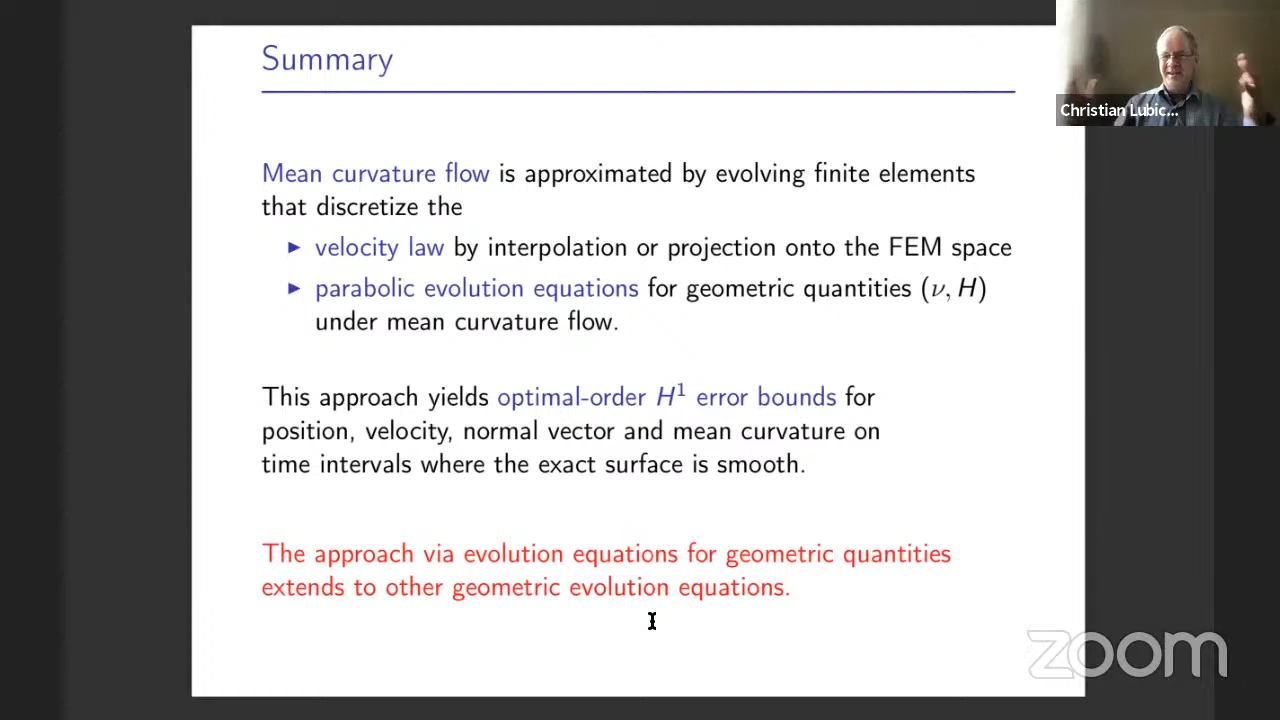 Summary
Christian Lubic...
Mean curvature flow is approximated by evolving finite elements
that discretize the
▶ velocity law by interpolation or projection onto the FEM space
▶ parabolic evolution equations for geometric quantities (ν, H)
under mean curvature flow.
This approach yields optimal-order H¹ error bounds for
position, velocity, normal vector and mean curvature on
time intervals where the exact surface is smooth.
The approach via evolution equations for geometric quantities
extends to other geometric evolution equations.
zoom